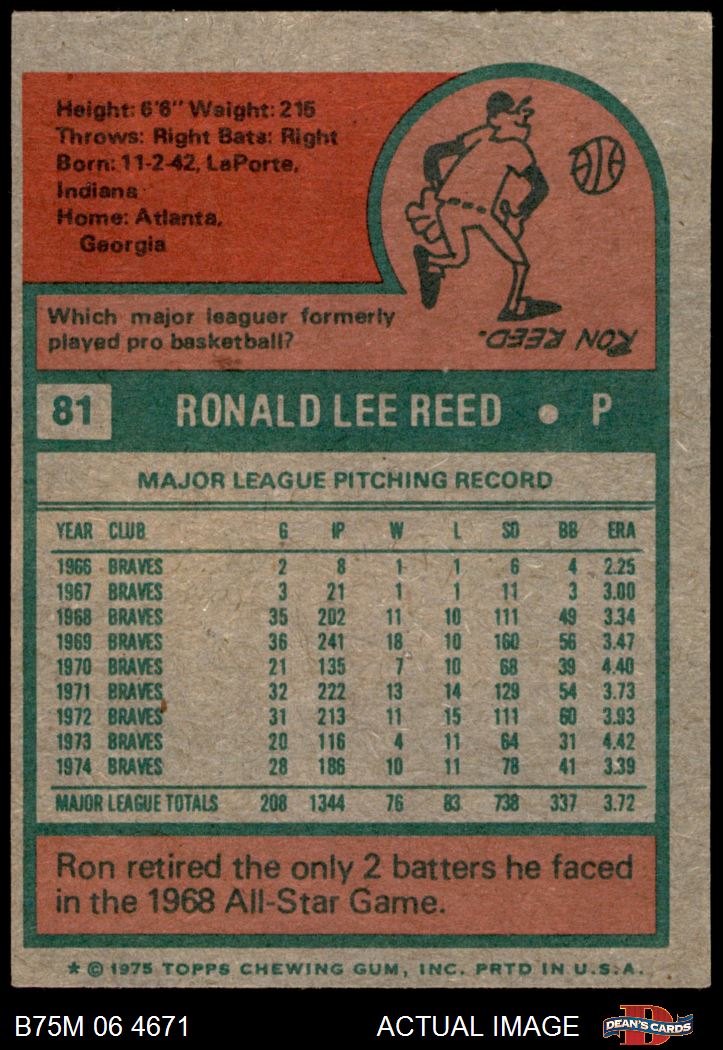 Height: 6'6" Weight: 215
Throws: Right Bats: Right
Born: 11-2-42, LaPorte,
Indiana
Home: Atlanta,
Georgia
Which major leaguer formerly
played pro basketball?
RON REED.
81 RONALD LEE REED • P
MAJOR LEAGUE PITCHING RECORD
YEAR CLUB G IP W L SO BB ERA
1966 BRAVES 2 8 1 1 6 4 2.25
1967 BRAVES 3 21 1 1 11 3 3.00
1968 BRAVES 35 202 11 10 111 49 3.34
1969 BRAVES 36 241 18 10 160 56 3.47
1970 BRAVES 21 135 7 10 68 39 4.40
1971 BRAVES 32 222 13 14 129 54 3.73
1972 BRAVES 31 213 11 15 111 60 3.93
1973 BRAVES 20 116 4 11 64 31 4.42
1974 BRAVES 28 186 10 11 78 41 3.39
MAJOR LEAGUE TOTALS 208 1344 76 83 738 337 3.72
Ron retired the only 2 batters he faced
in the 1968 All-Star Game.
* © 1975 TOPPS CHEWING GUM, INC. PRTD IN U.S.A.
B75M 06 4671 ACTUAL IMAGE DEAN'S CARDS